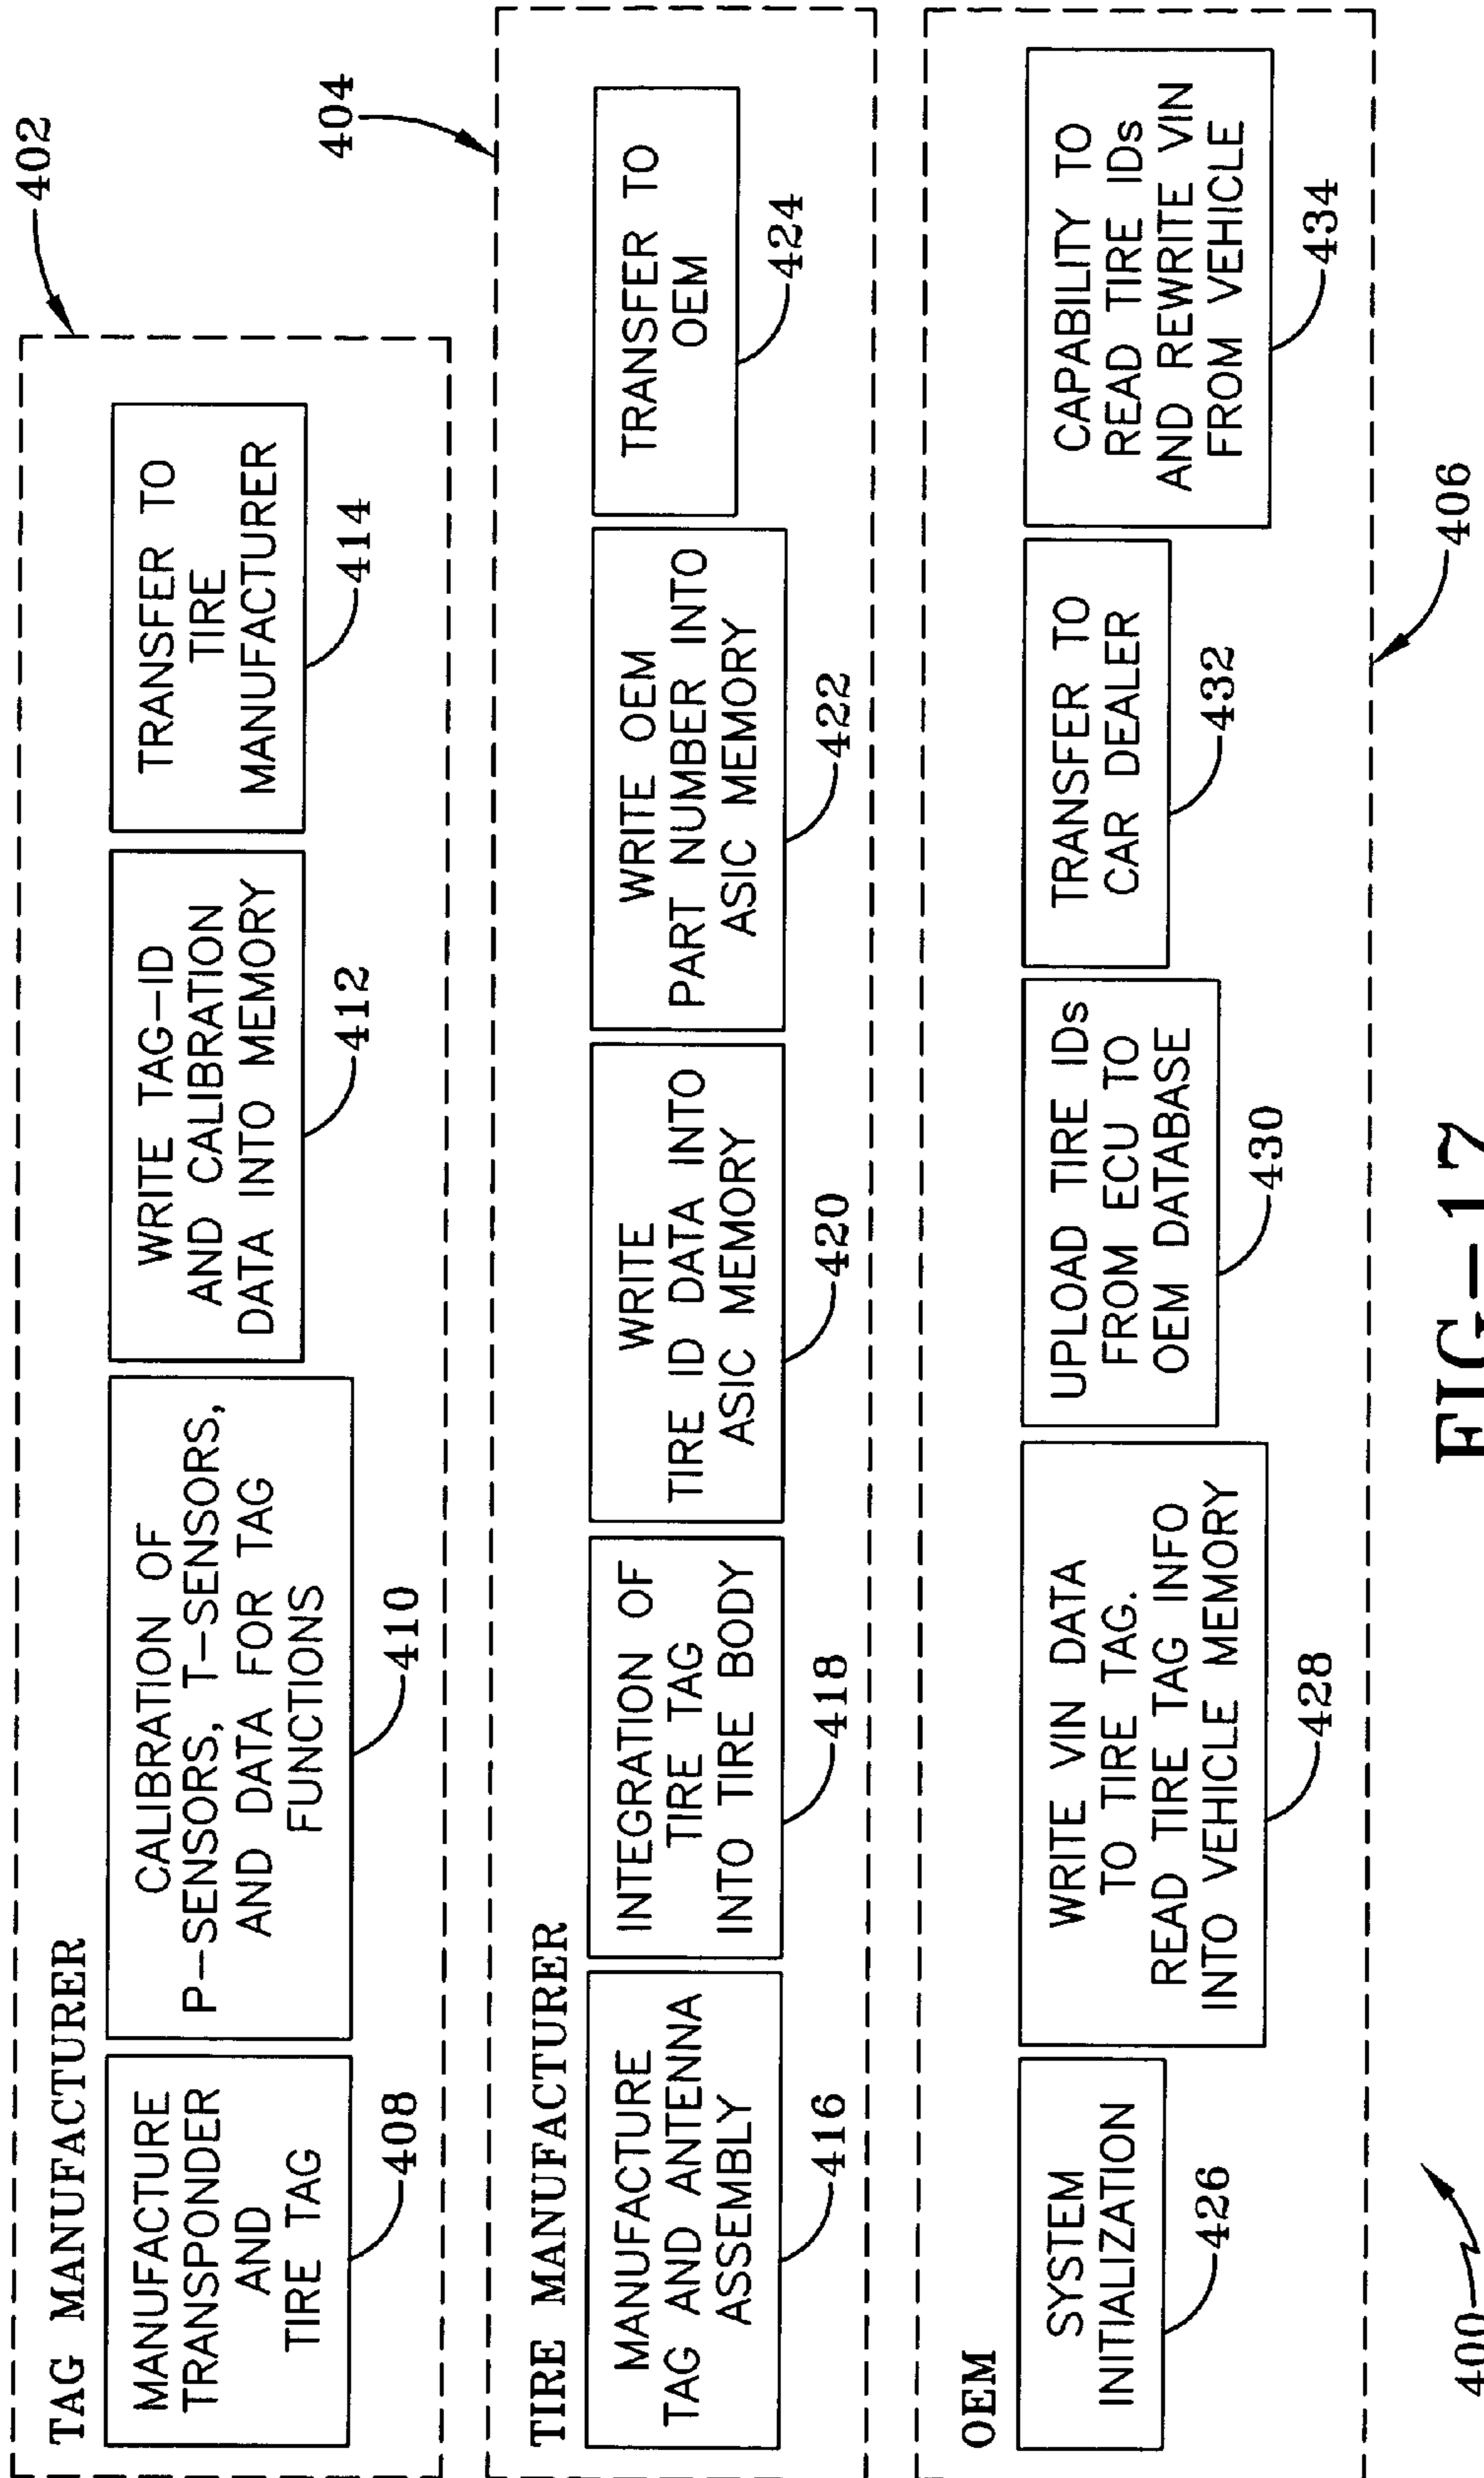 402
TAG MANUFACTURER
MANUFACTURE
TRANSPONDER
AND
TIRE TAG
408
CALIBRATION OF
P-SENSORS, T-SENSORS,
AND DATA FOR TAG
FUNCTIONS
410
WRITE TAG-ID
AND CALIBRATION
DATA INTO MEMORY
412
TRANSFER TO
TIRE
MANUFACTURER
414
404
TIRE MANUFACTURER
MANUFACTURE
TAG AND ANTENNA
ASSEMBLY
416
INTEGRATION OF
TIRE TAG
INTO TIRE BODY
418
WRITE
TIRE ID DATA INTO
ASIC MEMORY
420
WRITE OEM
PART NUMBER INTO
ASIC MEMORY
422
TRANSFER TO
OEM
424
OEM
SYSTEM
INITIALIZATION
426
WRITE VIN DATA
TO TIRE TAG.
READ TIRE TAG INFO
INTO VEHICLE MEMORY
428
UPLOAD TIRE IDs
FROM ECU TO
OEM DATABASE
430
TRANSFER TO
CAR DEALER
432
CAPABILITY TO
READ TIRE IDs
AND REWRITE VIN
FROM VEHICLE
434
406
400
FIG-17